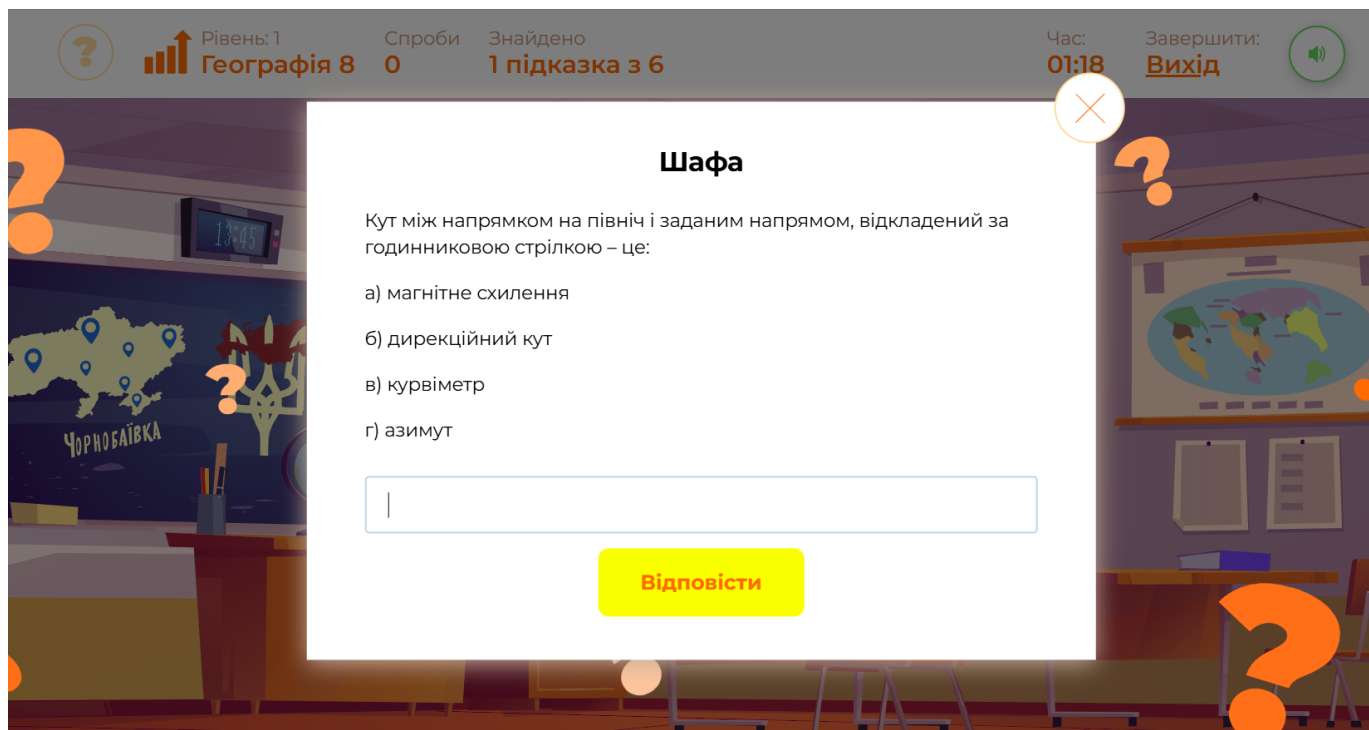 Рівень: 1
Географія 8
Спроби
0
Знайдено
1 підказка з 6
Час:
01:18
Завершити:
Вихід
13:45
ЧОРНОБАЇВКА
Шафа
Кут між напрямком на північ і заданим напрямом, відкладений за
годинниковою стрілкою – це:
а) магнітне схилення
б) дирекційний кут
в) курвіметр
г) азимут
Відповісти